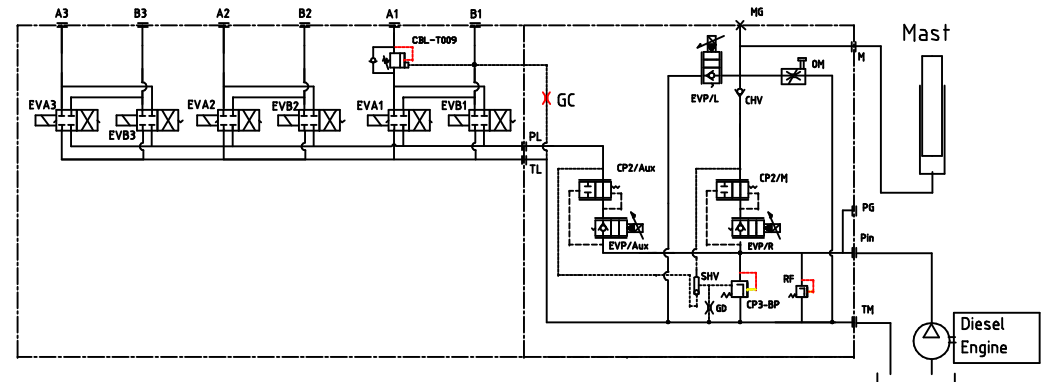 A3
B3
A2
B2
A1
B1
MG
CBL-T009
Mast
M
OM
EVP/L
CHV
GC
EVA3
EVB3
EVA2
EVB2
EVA1
EVB1
PL
TL
CP2/Aux
CP2/M
PG
EVP/Aux
EVP/R
Pin
SHV
RF
GD
CP3-BP
TM
Diesel
Engine